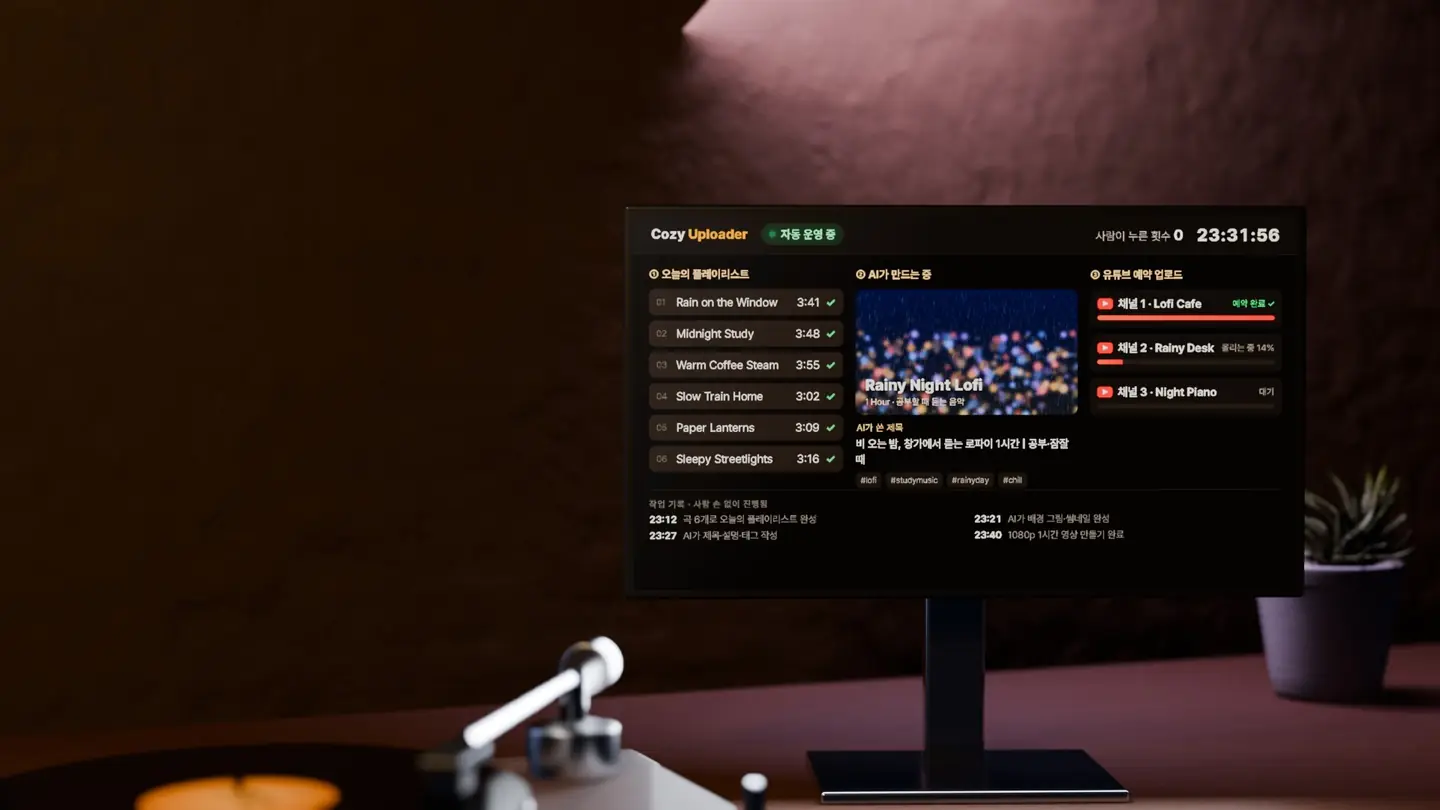 Cozy Uploader
자동 운영 중
사람이 누른 횟수 0 23:31:56
① 오늘의 플레이리스트
01 Rain on the Window 3:41 ✓
02 Midnight Study 3:48 ✓
03 Warm Coffee Steam 3:55 ✓
04 Slow Train Home 3:02 ✓
05 Paper Lanterns 3:09 ✓
06 Sleepy Streetlights 3:16 ✓
② AI가 만드는 중
Rainy Night Lofi
1 Hour · 공부할 때 듣는 음악
AI가 쓴 제목
비 오는 밤, 창가에서 듣는 로파이 1시간 | 공부·잠잘
때
#lofi #studymusic #rainyday #chill
③ 유튜브 예약 업로드
채널 1 · Lofi Cafe 예약 완료 ✓
채널 2 · Rainy Desk 올리는 중 14%
채널 3 · Night Piano 대기
작업 기록 · 사람 손 없이 진행됨
23:12 곡 6개로 오늘의 플레이리스트 완성
23:21 AI가 배경 그림·썸네일 완성
23:27 AI가 제목·설명·태그 작성
23:40 1080p 1시간 영상 만들기 완료